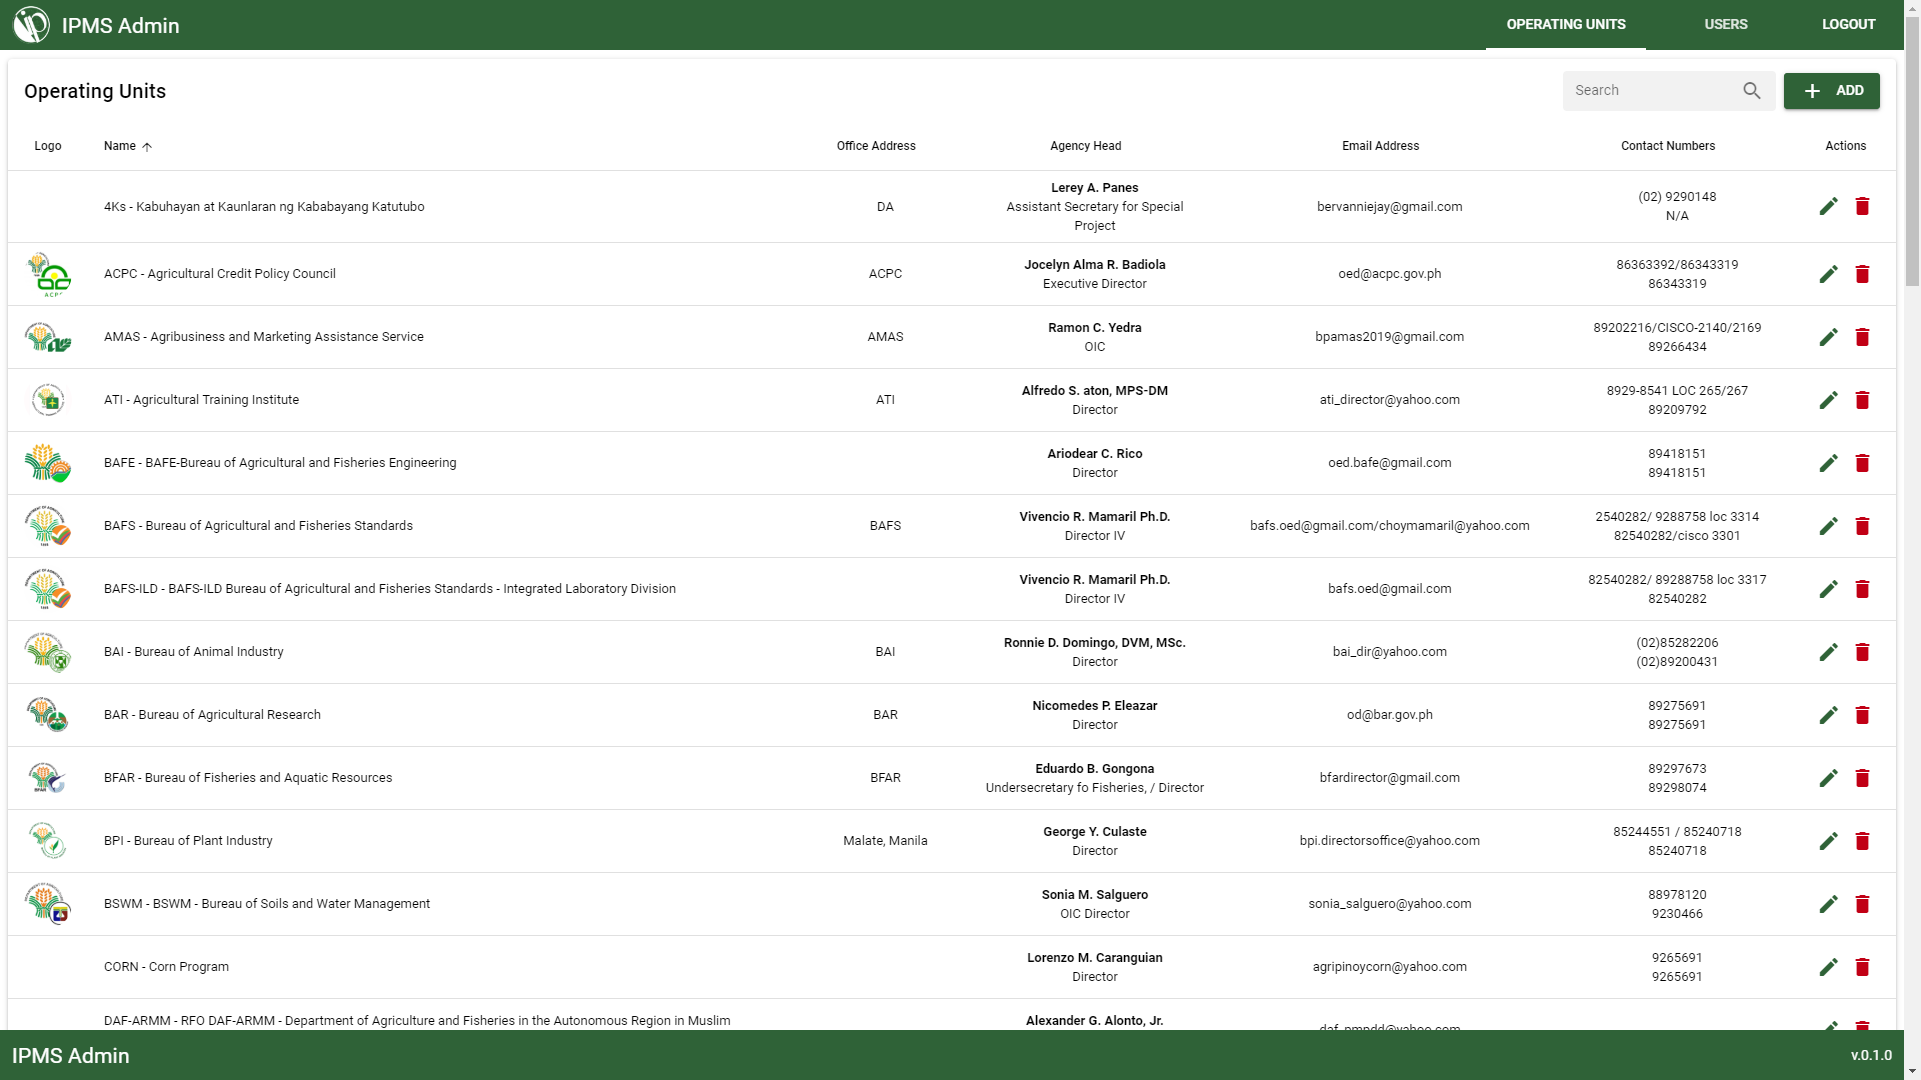 IPMS Admin
OPERATING UNITS
USERS
LOGOUT
Operating Units
Search
ADD
Logo
Name
Office Address
Agency Head
Email Address
Contact Numbers
Actions
4Ks - Kabuhayan at Kaunlaran ng Kababayang Katutubo
DA
Lerey A. Panes
Assistant Secretary for Special
Project
bervanniejay@gmail.com
(02) 9290148
N/A
ACPC - Agricultural Credit Policy Council
ACPC
Jocelyn Alma R. Badiola
Executive Director
oed@acpc.gov.ph
86363392/86343319
86343319
AMAS - Agribusiness and Marketing Assistance Service
AMAS
Ramon C. Yedra
OIC
bpamas2019@gmail.com
89202216/CISCO-2140/2169
89266434
ATI - Agricultural Training Institute
ATI
Alfredo S. aton, MPS-DM
Director
ati_director@yahoo.com
8929-8541 LOC 265/267
89209792
BAFE - BAFE-Bureau of Agricultural and Fisheries Engineering
Ariodear C. Rico
Director
oed.bafe@gmail.com
89418151
89418151
BAFS - Bureau of Agricultural and Fisheries Standards
BAFS
Vivencio R. Mamaril Ph.D.
Director IV
bafs.oed@gmail.com/choymamaril@yahoo.com
2540282/ 9288758 loc 3314
82540282/cisco 3301
BAFS-ILD - BAFS-ILD Bureau of Agricultural and Fisheries Standards - Integrated Laboratory Division
Vivencio R. Mamaril Ph.D.
Director IV
bafs.oed@gmail.com
82540282/ 89288758 loc 3317
82540282
BAI - Bureau of Animal Industry
BAI
Ronnie D. Domingo, DVM, MSc.
Director
bai_dir@yahoo.com
(02)85282206
(02)89200431
BAR - Bureau of Agricultural Research
BAR
Nicomedes P. Eleazar
Director
od@bar.gov.ph
89275691
89275691
BFAR - Bureau of Fisheries and Aquatic Resources
BFAR
Eduardo B. Gongona
Undersecretary fo Fisheries, / Director
bfardirector@gmail.com
89297673
89298074
BPI - Bureau of Plant Industry
Malate, Manila
George Y. Culaste
Director
bpi.directorsoffice@yahoo.com
85244551 / 85240718
85240718
BSWM - BSWM - Bureau of Soils and Water Management
Sonia M. Salguero
OIC Director
sonia_salguero@yahoo.com
88978120
9230466
CORN - Corn Program
Lorenzo M. Caranguian
Director
agripinoycorn@yahoo.com
9265691
9265691
DAF-ARMM - RFO DAF-ARMM - Department of Agriculture and Fisheries in the Autonomous Region in Muslim
Alexander G. Alonto, Jr.
IPMS Admin
v.0.1.0